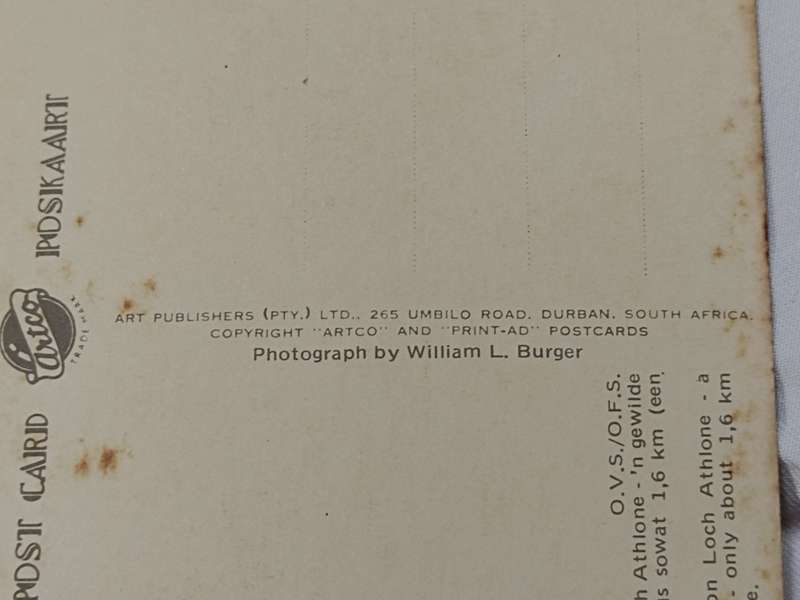 POST CARD
artco
TRADE MARK
POSKAART
ART PUBLISHERS (PTY.) LTD., 265 UMBILO ROAD, DURBAN, SOUTH AFRICA.
COPYRIGHT "ARTCO" AND "PRINT-AD" POSTCARDS
Photograph by William L. Burger
O.V.S./O.F.S.
h Athlone - 'n gewilde
s sowat 1,6 km (een
on Loch Athlone - a
- only about 1,6 km
e.